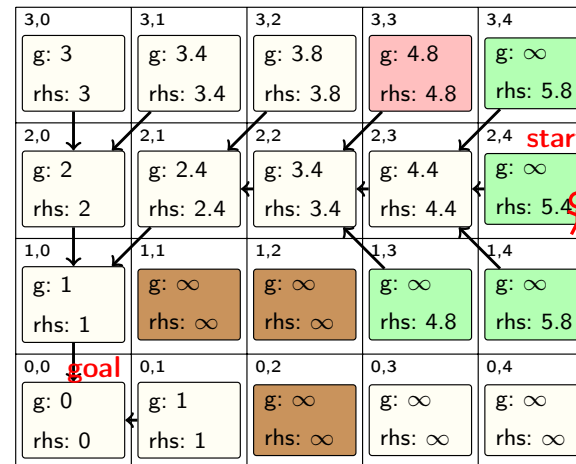 3,0 3,1 3,2 3,3 3,4
g: 3 g: 3.4 g: 3.8 g: 4.8 g: ∞
rhs: 3 rhs: 3.4 rhs: 3.8 rhs: 4.8 rhs: 5.8
2,0 2,1 2,2 2,3 2,4 star
g: 2 g: 2.4 g: 3.4 g: 4.4 g: ∞
rhs: 2 rhs: 2.4 rhs: 3.4 rhs: 4.4 rhs: 5.4
1,0 1,1 1,2 1,3 1,4
g: 1 g: ∞ g: ∞ g: ∞ g: ∞
rhs: 1 rhs: ∞ rhs: ∞ rhs: 4.8 rhs: 5.8
0,0 goal 0,1 0,2 0,3 0,4
g: 0 g: 1 g: ∞ g: ∞ g: ∞
rhs: 0 rhs: 1 rhs: ∞ rhs: ∞ rhs: ∞